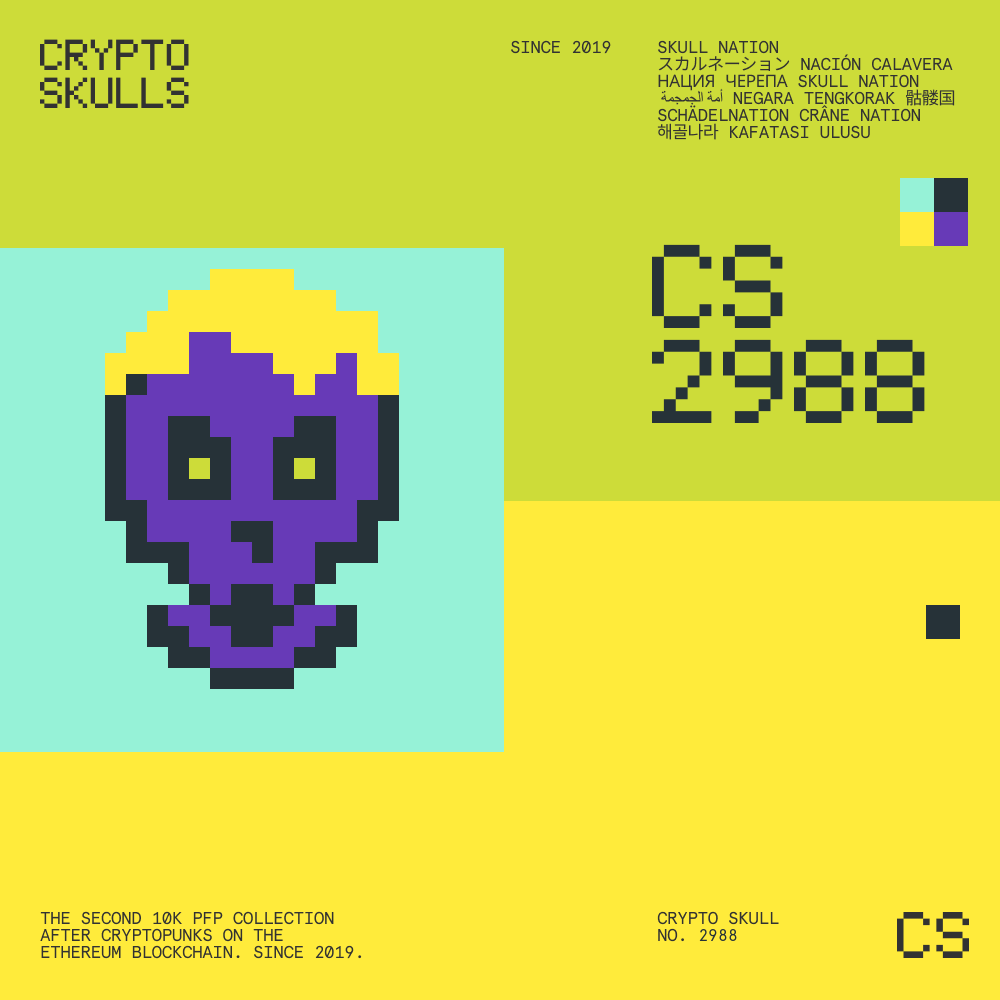 CRYPTO
SKULLS
SINCE 2019
SKULL NATION
スカルネーション NACIÓN CALAVERA
НАЦИЯ ЧЕРЕПА SKULL NATION
أمة الجمجمة NEGARA TENGKORAK 骷髅国
SCHÄDELNATION CRÂNE NATION
해골나라 KAFATASI ULUSU
CS
2988
THE SECOND 10K PFP COLLECTION
AFTER CRYPTOPUNKS ON THE
ETHEREUM BLOCKCHAIN. SINCE 2019.
CRYPTO SKULL
NO. 2988
CS